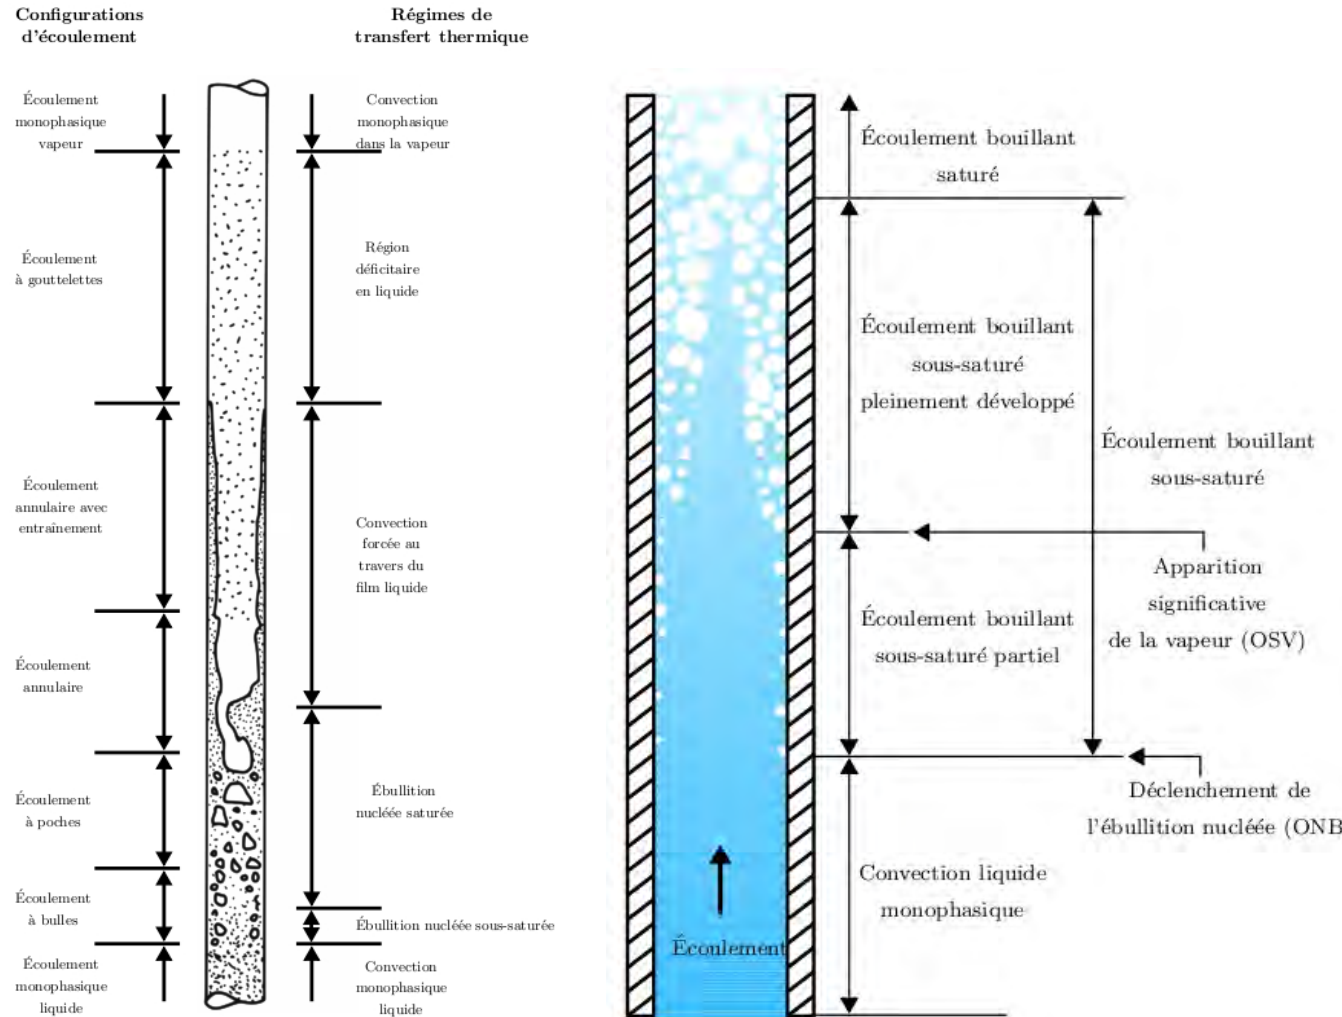 Configurations
d'écoulement
Régimes de
transfert thermique
Écoulement
monophasique
vapeur
Convection
monophasique
dans la vapeur
Écoulement
à gouttelettes
Région
déficitaire
en liquide
Écoulement
annulaire avec
entraînement
Convection
forcée au
travers du
film liquide
Écoulement
annulaire
Écoulement
à poches
Ébullition
nucléée saturée
Écoulement
à bulles
Ébullition nucléée sous-saturée
Écoulement
monophasique
liquide
Convection
monophasique
liquide
Écoulement bouillant
saturé
Écoulement bouillant
sous-saturé
pleinement développé
Écoulement bouillant
sous-saturé
Apparition
significative
de la vapeur (OSV)
Écoulement bouillant
sous-saturé partiel
Déclenchement de
l'ébullition nucléée (ONB
Convection liquide
monophasique
Écoulement